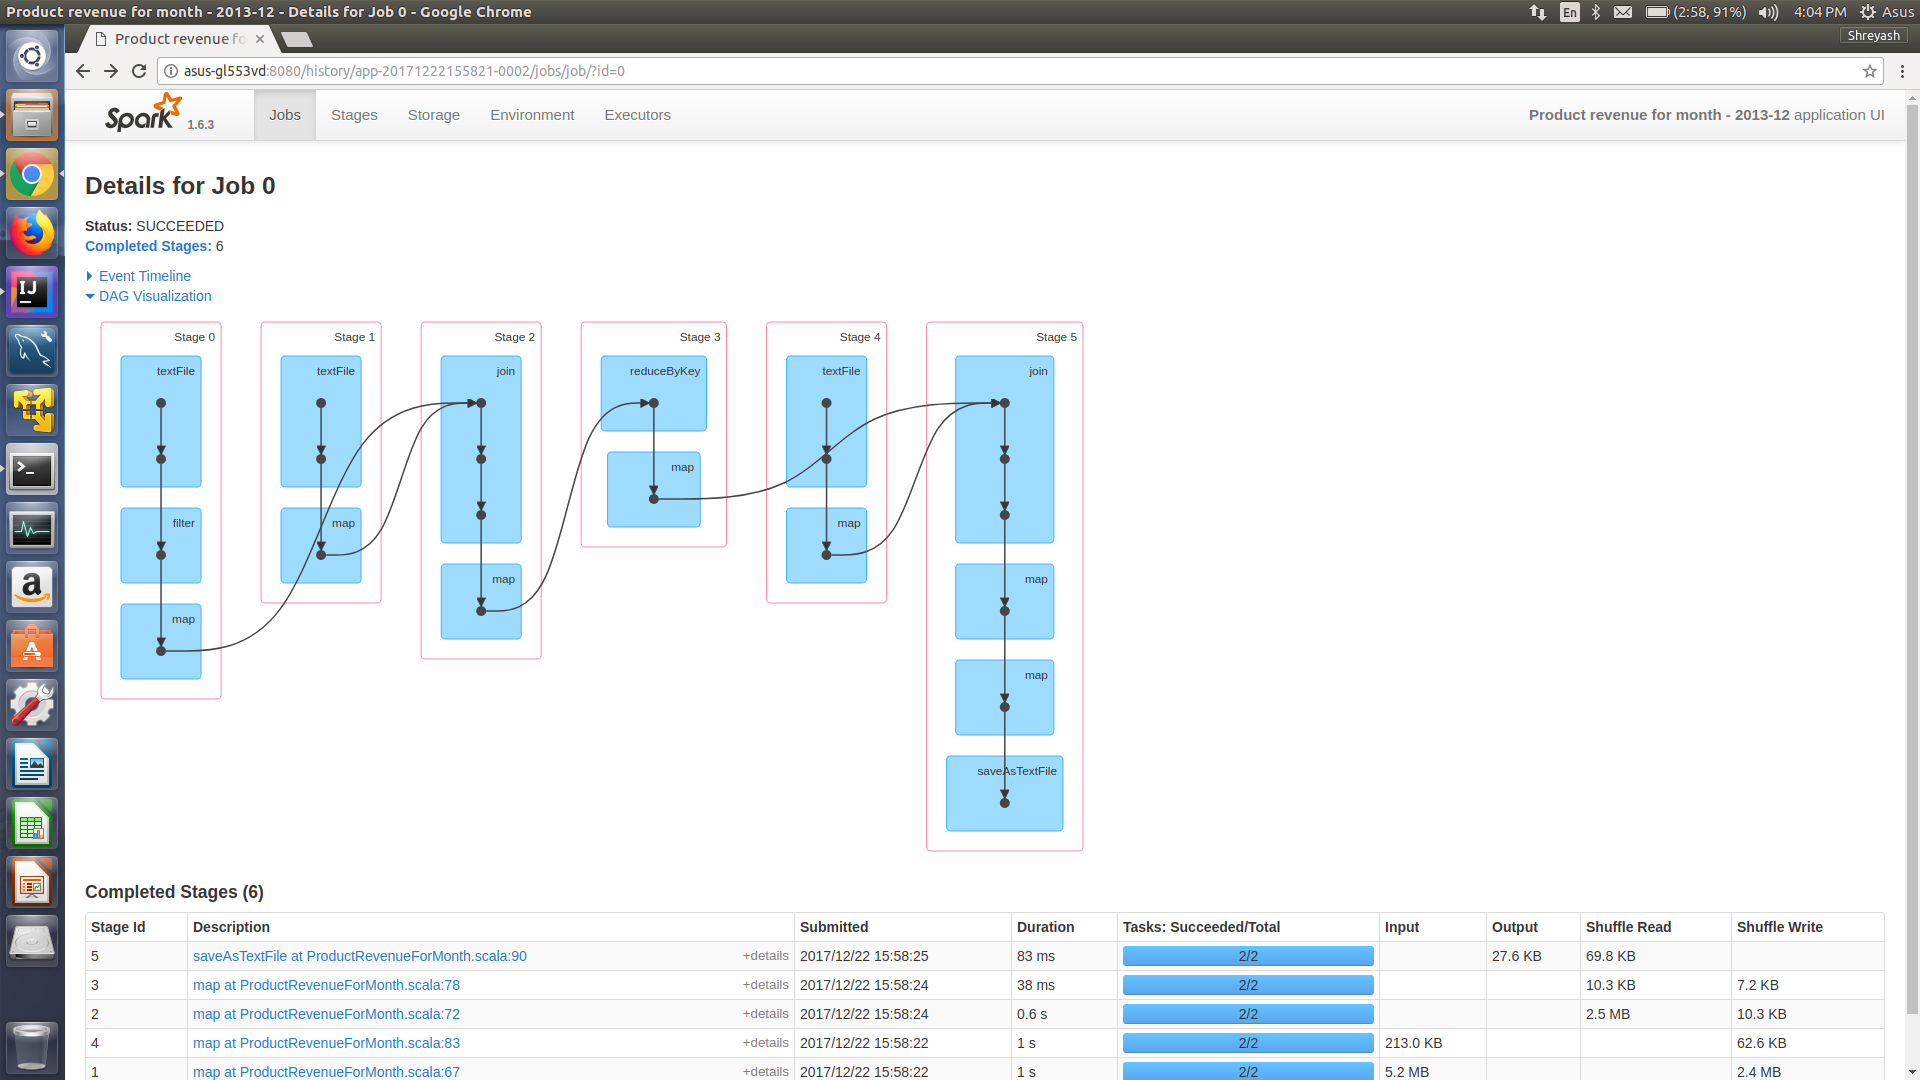 Product revenue for month - 2013-12 - Details for Job 0 - Google Chrome
En (2:58, 91%) 4:04 PM Asus
Product revenue fo
Shreyash
asus-gl553vd:8080/history/app-20171222155821-0002/jobs/job/?id=0
Spark 1.6.3 Jobs Stages Storage Environment Executors Product revenue for month - 2013-12 application UI
Details for Job 0
Status: SUCCEEDED
Completed Stages: 6
Event Timeline
DAG Visualization
Stage 0
textFile
filter
map
Stage 1
textFile
map
Stage 2
join
map
Stage 3
reduceByKey
map
Stage 4
textFile
map
Stage 5
join
map
map
saveAsTextFile
Completed Stages (6)
Stage Id Description Submitted Duration Tasks: Succeeded/Total Input Output Shuffle Read Shuffle Write
5 saveAsTextFile at ProductRevenueForMonth.scala:90 +details 2017/12/22 15:58:25 83 ms 2/2 27.6 KB 69.8 KB
3 map at ProductRevenueForMonth.scala:78 +details 2017/12/22 15:58:24 38 ms 2/2 10.3 KB 7.2 KB
2 map at ProductRevenueForMonth.scala:72 +details 2017/12/22 15:58:24 0.6 s 2/2 2.5 MB 10.3 KB
4 map at ProductRevenueForMonth.scala:83 +details 2017/12/22 15:58:22 1 s 2/2 213.0 KB 62.6 KB
1 map at ProductRevenueForMonth.scala:67 +details 2017/12/22 15:58:22 1 s 2/2 5.2 MB 2.4 MB
IJ
a